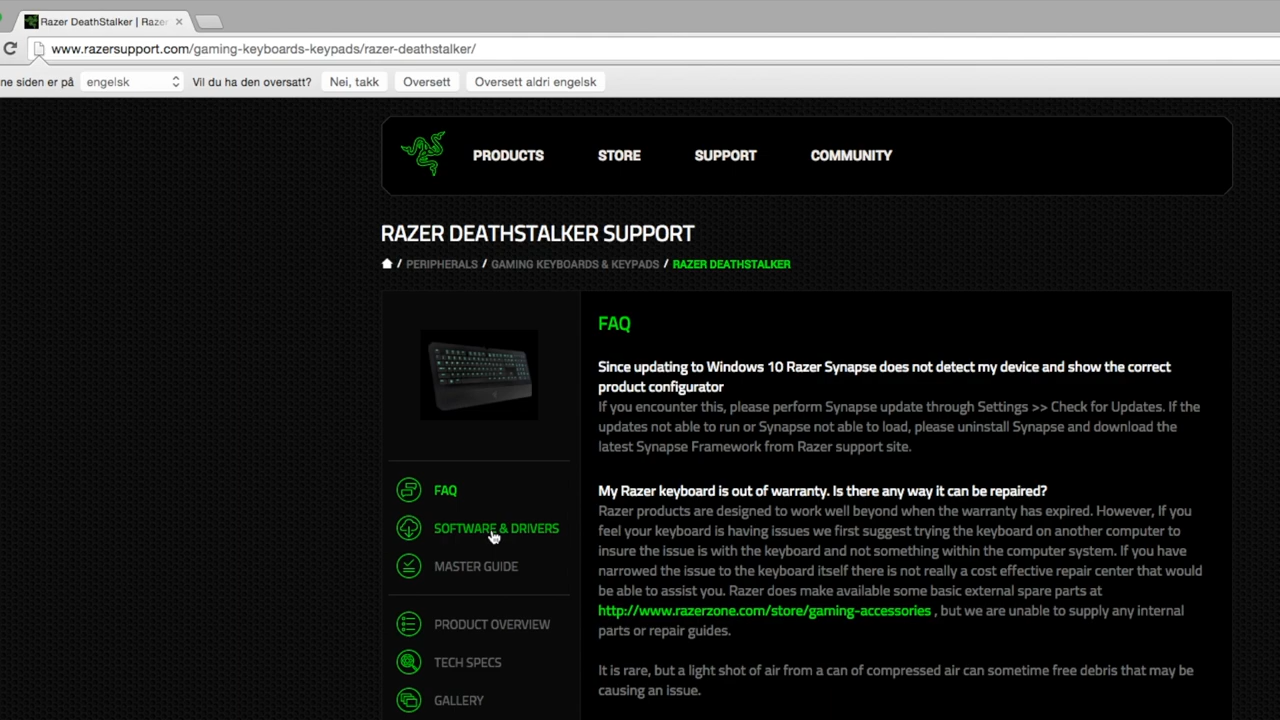 Razer DeathStalker | Razer
www.razersupport.com/gaming-keyboards-keypads/razer-deathstalker/
ne siden er på engelsk Vil du ha den oversatt? Nei, takk Oversett Oversett aldri engelsk
PRODUCTS STORE SUPPORT COMMUNITY
RAZER DEATHSTALKER SUPPORT
/ PERIPHERALS / GAMING KEYBOARDS & KEYPADS / RAZER DEATHSTALKER
FAQ
SOFTWARE & DRIVERS
MASTER GUIDE
PRODUCT OVERVIEW
TECH SPECS
GALLERY
FAQ
Since updating to Windows 10 Razer Synapse does not detect my device and show the correct
product configurator
If you encounter this, please perform Synapse update through Settings >> Check for Updates. If the
updates not able to run or Synapse not able to load, please uninstall Synapse and download the
latest Synapse Framework from Razer support site.
My Razer keyboard is out of warranty. Is there any way it can be repaired?
Razer products are designed to work well beyond when the warranty has expired. However, If you
feel your keyboard is having issues we first suggest trying the keyboard on another computer to
insure the issue is with the keyboard and not something within the computer system. If you have
narrowed the issue to the keyboard itself there is not really a cost effective repair center that would
be able to assist you. Razer does make available some basic external spare parts at
http://www.razerzone.com/store/gaming-accessories , but we are unable to supply any internal
parts or repair guides.
It is rare, but a light shot of air from a can of compressed air can sometime free debris that may be
causing an issue.